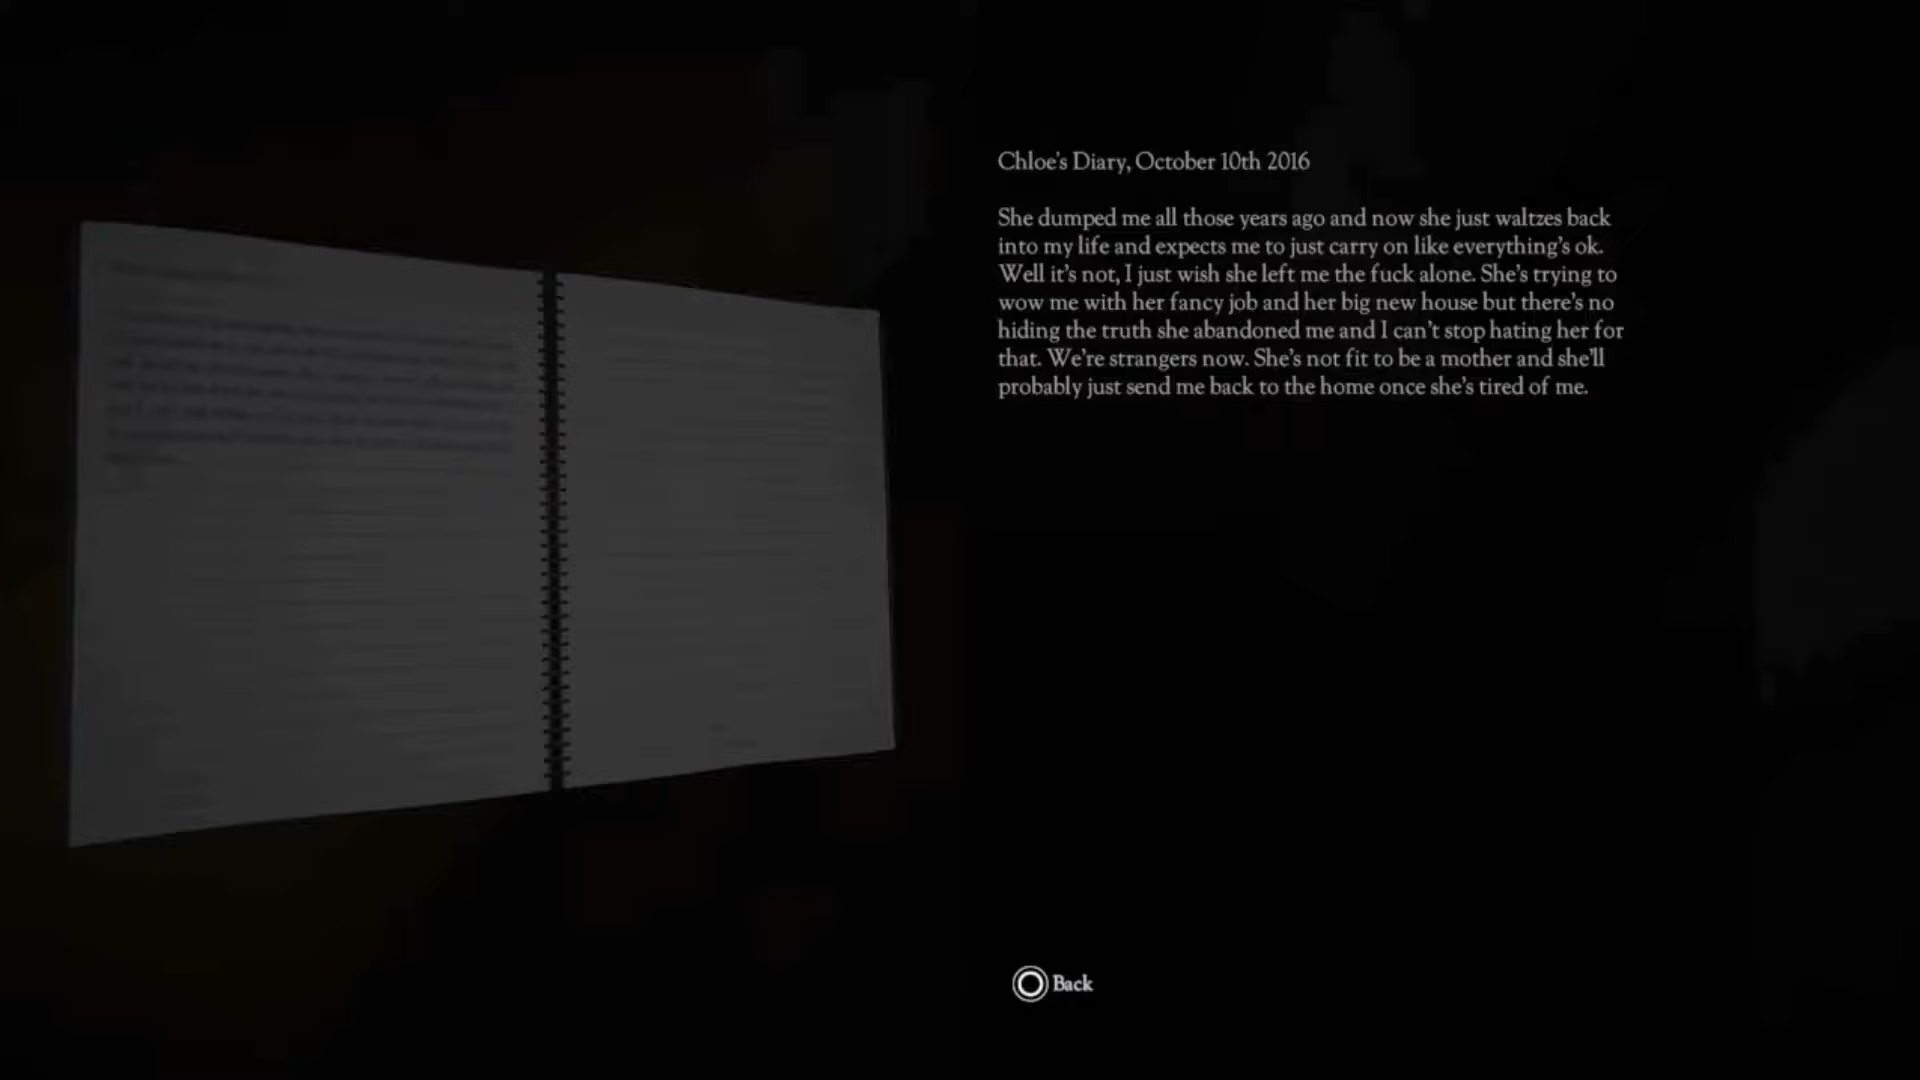 Chloe's Diary, October 10th 2016
She dumped me all those years ago and now she just waltzes back
into my life and expects me to just carry on like everything's ok.
Well it's not, I just wish she left me the fuck alone. She's trying to
wow me with her fancy job and her big new house but there's no
hiding the truth she abandoned me and I can't stop hating her for
that. We're strangers now. She's not fit to be a mother and she'll
probably just send me back to the home once she's tired of me.
Back